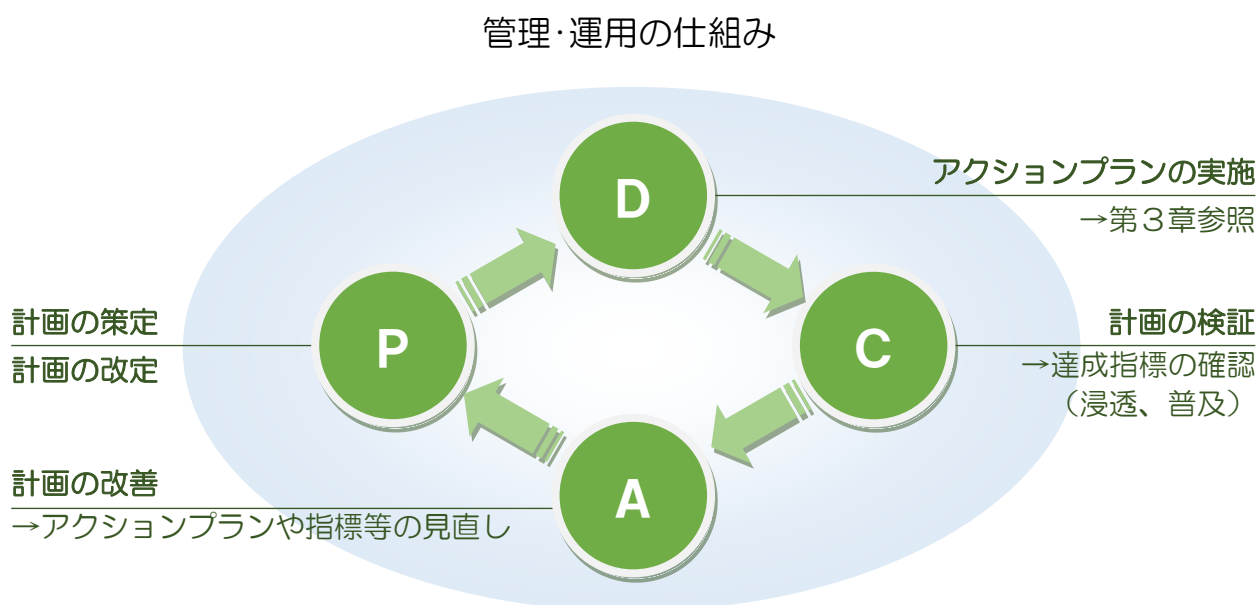 管理･運用の仕組み
D
アクションプランの実施
→第３章参照
P
計画の策定
計画の改定
C
計画の検証
→達成指標の確認
（浸透、普及）
A
計画の改善
→アクションプランや指標等の見直し